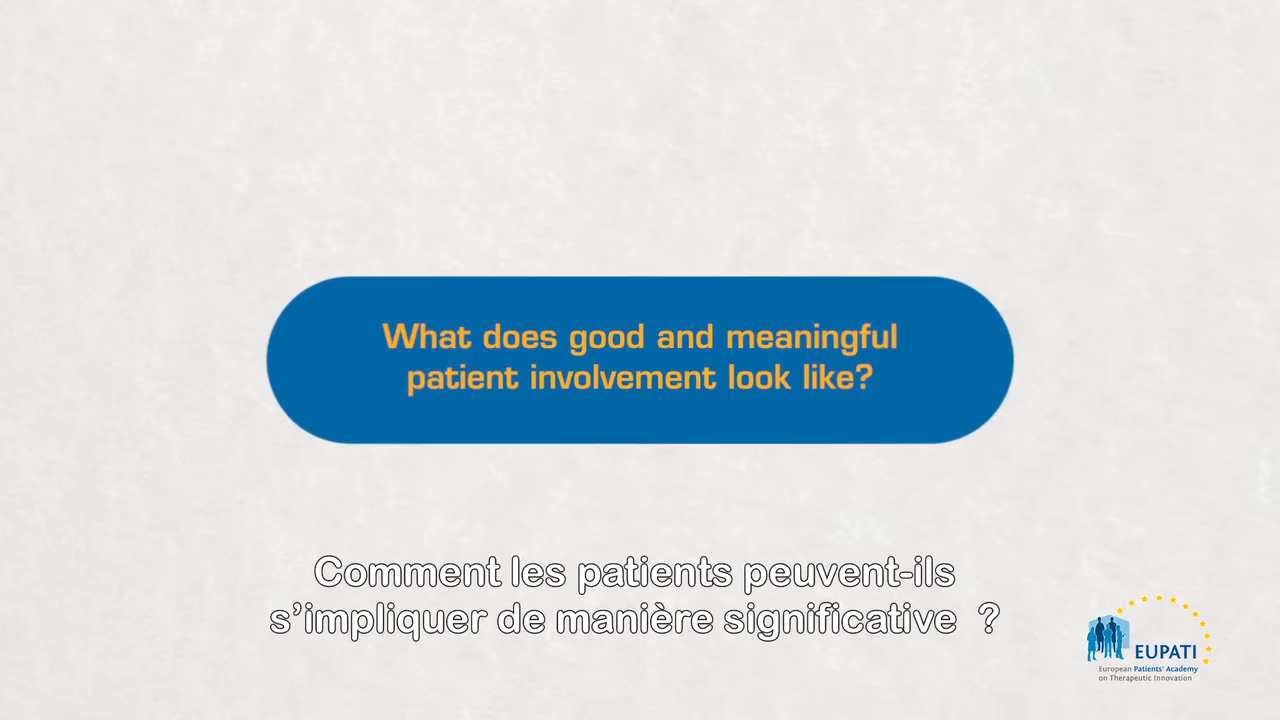 What does good and meaningful
patient involvement look like?
Comment les patients peuvent-ils
s’impliquer de manière significative ?
EUPATI
European Patients' Academy
on Therapeutic Innovation